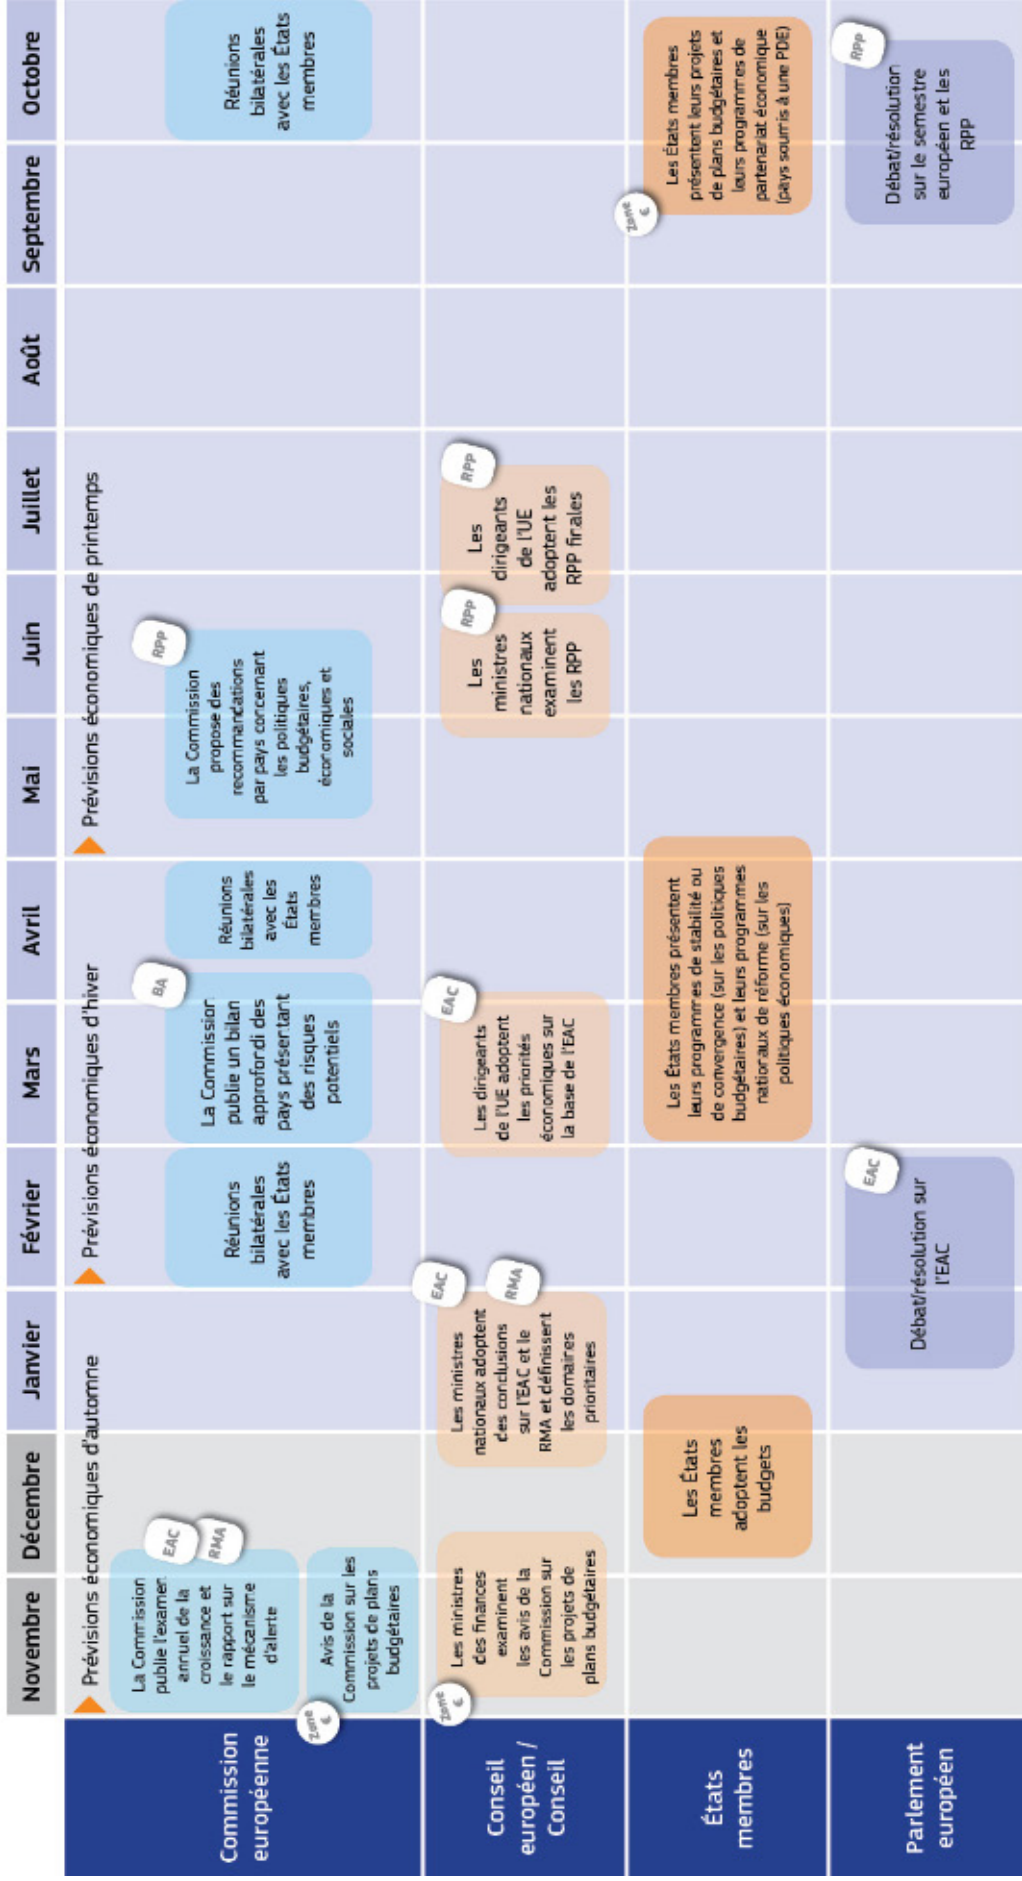 Novembre
Décembre
Janvier
Février
Mars
Avril
Mai
Juin
Juillet
Août
Septembre
Octobre
Commission
européenne
Prévisions économiques d'automne
Prévisions économiques d'hiver
Prévisions économiques de printemps
La Commission
publie l'examen
annuel de la
croissance et
le rapport sur
le mécanisme
d'alerte
EAC
RMA
Zone
€
Avis de la
Commission sur les
projets de plans
budgétaires
Réunions
bilatérales
avec les États
membres
La Commission
publie un bilan
approfondi des
pays présentant
des risques
potentiels
BA
Réunions
bilatérales
avec les
États
membres
La Commission
propose des
recommandations
par pays concernant
les politiques
budgétaires,
économiques et
sociales
RPP
Réunions
bilatérales
avec les États
membres
Conseil
européen /
Conseil
Zone
€
Les ministres
des finances
examinent
les avis de la
Commission sur
les projets de
plans budgétaires
Les ministres
nationaux adoptent
des conclusions
sur l'EAC et le
RMA et définissent
les domaines
prioritaires
EAC
RMA
Les dirigeants
de l'UE adoptent
les priorités
économiques sur
la base de l'EAC
EAC
Les
ministres
nationaux
examinent
les RPP
RPP
Les
dirigeants
de l'UE
adoptent les
RPP finales
RPP
États
membres
Les États
membres
adoptent les
budgets
Les États membres présentent
leurs programmes de stabilité ou
de convergence (sur les politiques
budgétaires) et leurs programmes
nationaux de réforme (sur les
politiques économiques)
Zone
€
Les États membres
présentent leurs projets
de plans budgétaires et
leurs programmes de
partenariat économique
(pays soumis à une PDE)
Parlement
européen
Débat/résolution sur
l'EAC
EAC
Débat/résolution
sur le semestre
européen et les
RPP
RPP